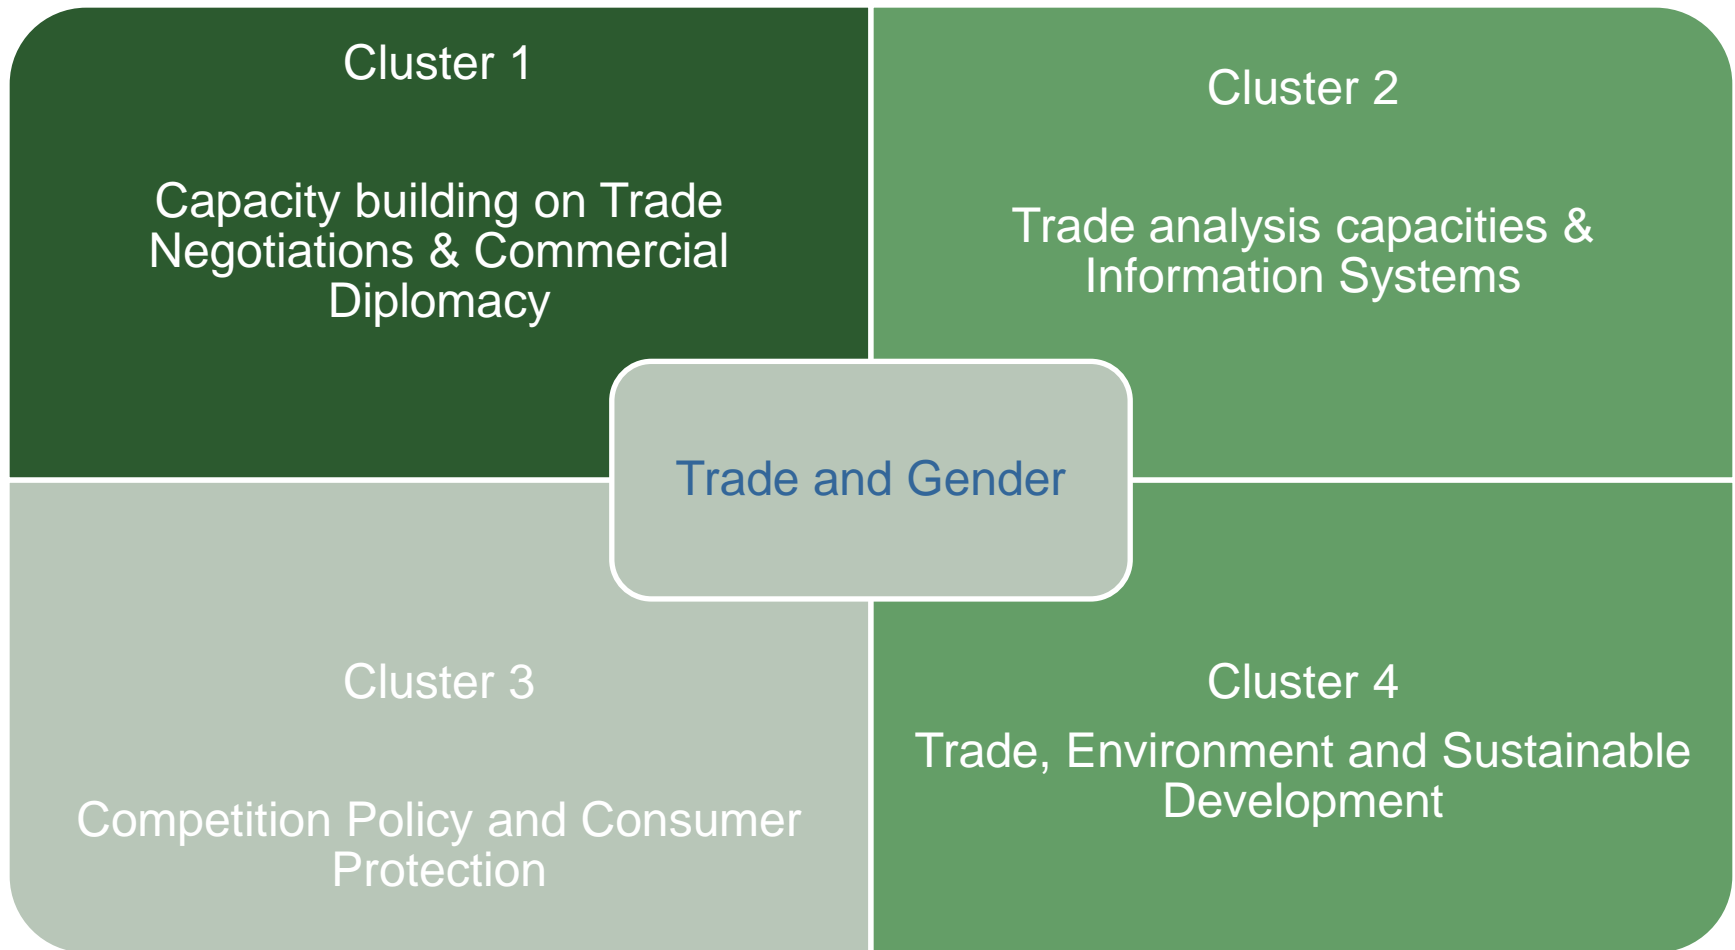 Cluster 1
Capacity building on Trade
Negotiations & Commercial
Diplomacy
Cluster 2
Trade analysis capacities &
Information Systems
Trade and Gender
Cluster 3
Competition Policy and Consumer
Protection
Cluster 4
Trade, Environment and Sustainable
Development